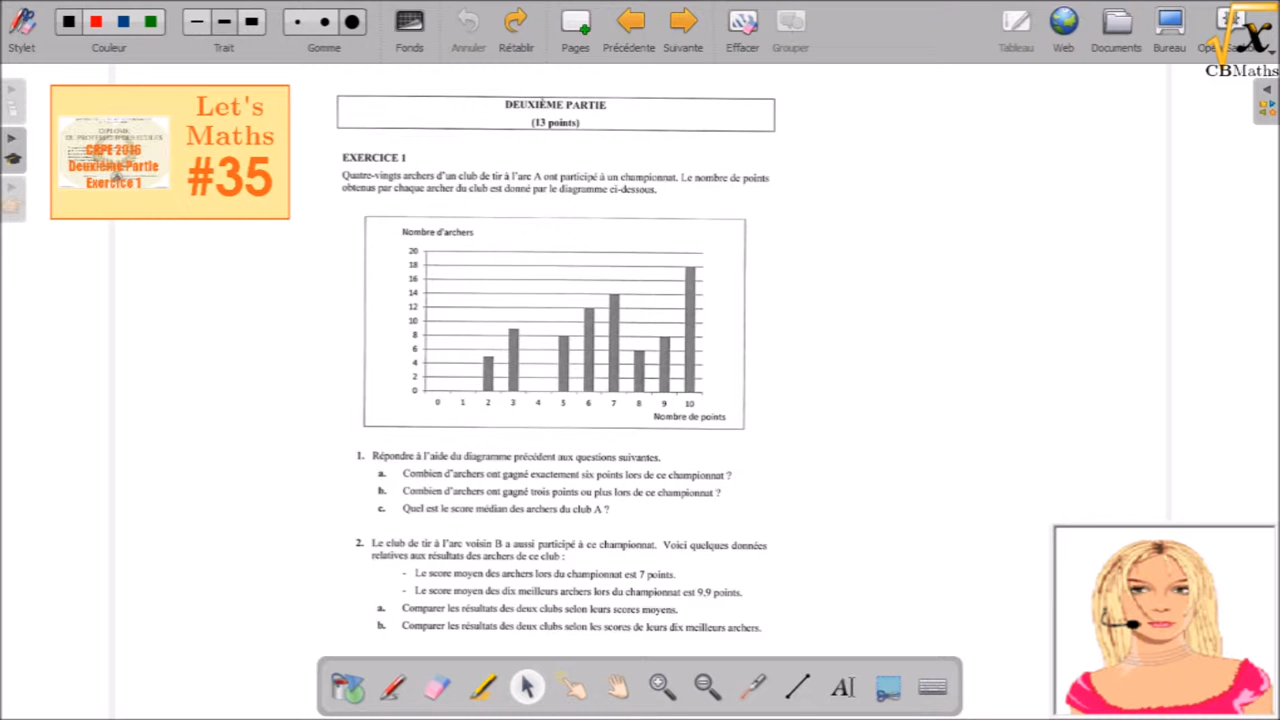 Stylet
Couleur
Trait
Gomme
Fonds
Annuler
Rétablir
Pages
Précédente
Suivante
Effacer
Grouper
Tableau
Web
Documents
Bureau
CBMaths
Let's
Maths
#35
CRPE 2016
Deuxième Partie
Exercice 1
DEUXIÈME PARTIE
(13 points)
EXERCICE 1
Quatre-vingts archers d'un club de tir à l'arc A ont participé à un championnat. Le nombre de points
obtenus par chaque archer du club est donné par le diagramme ci-dessous.
Nombre d'archers
20
18
16
14
12
10
8
6
4
2
0
0 1 2 3 4 5 6 7 8 9 10
Nombre de points
1. Répondre à l'aide du diagramme précédent aux questions suivantes.
a. Combien d'archers ont gagné exactement six points lors de ce championnat ?
b. Combien d'archers ont gagné trois points ou plus lors de ce championnat ?
c. Quel est le score médian des archers du club A ?
2. Le club de tir à l'arc voisin B a aussi participé à ce championnat. Voici quelques données
relatives aux résultats des archers de ce club :
- Le score moyen des archers lors du championnat est 7 points.
- Le score moyen des dix meilleurs archers lors du championnat est 9,9 points.
a. Comparer les résultats des deux clubs selon leurs scores moyens.
b. Comparer les résultats des deux clubs selon les scores de leurs dix meilleurs archers.